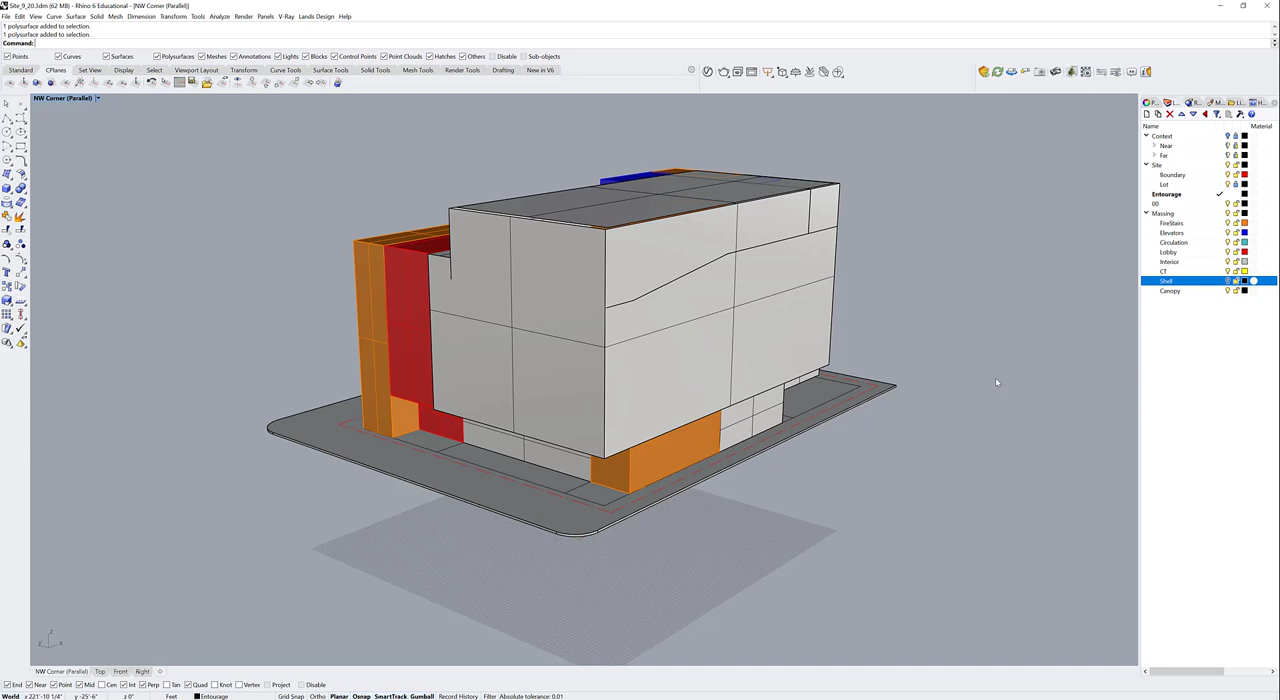 Site_9_20.3dm (62 MB) - Rhino 6 Educational - [NW Corner (Parallel)]
File Edit View Curve Surface Solid Mesh Dimension Transform Tools Analyze Render Panels V-Ray Lands Design Help
1 polysurface added to selection.
1 polysurface added to selection.
Command:
Points Curves Surfaces Polysurfaces Meshes Annotations Lights Blocks Control Points Point Clouds Hatches Others Disable Sub-objects
Standard CPlanes Set View Display Select Viewport Layout Transform Curve Tools Surface Tools Solid Tools Mesh Tools Render Tools Drafting New in V6
NW Corner (Parallel)
Name Material
Context
Near
Far
Site
Boundary
Lot
Entourage
00
Massing
FireStairs
Elevators
Circulation
Lobby
Interior
CT
Shell
Canopy
z
y x
NW Corner (Parallel) Top Front Right
End Near Point Mid Cen Int Perp Tan Quad Knot Vertex Project Disable
World x 221'-10 1/4" y -25'-6" z 0" Feet Entourage Grid Snap Ortho Planar Osnap SmartTrack Gumball Record History Filter Absolute tolerance: 0.01